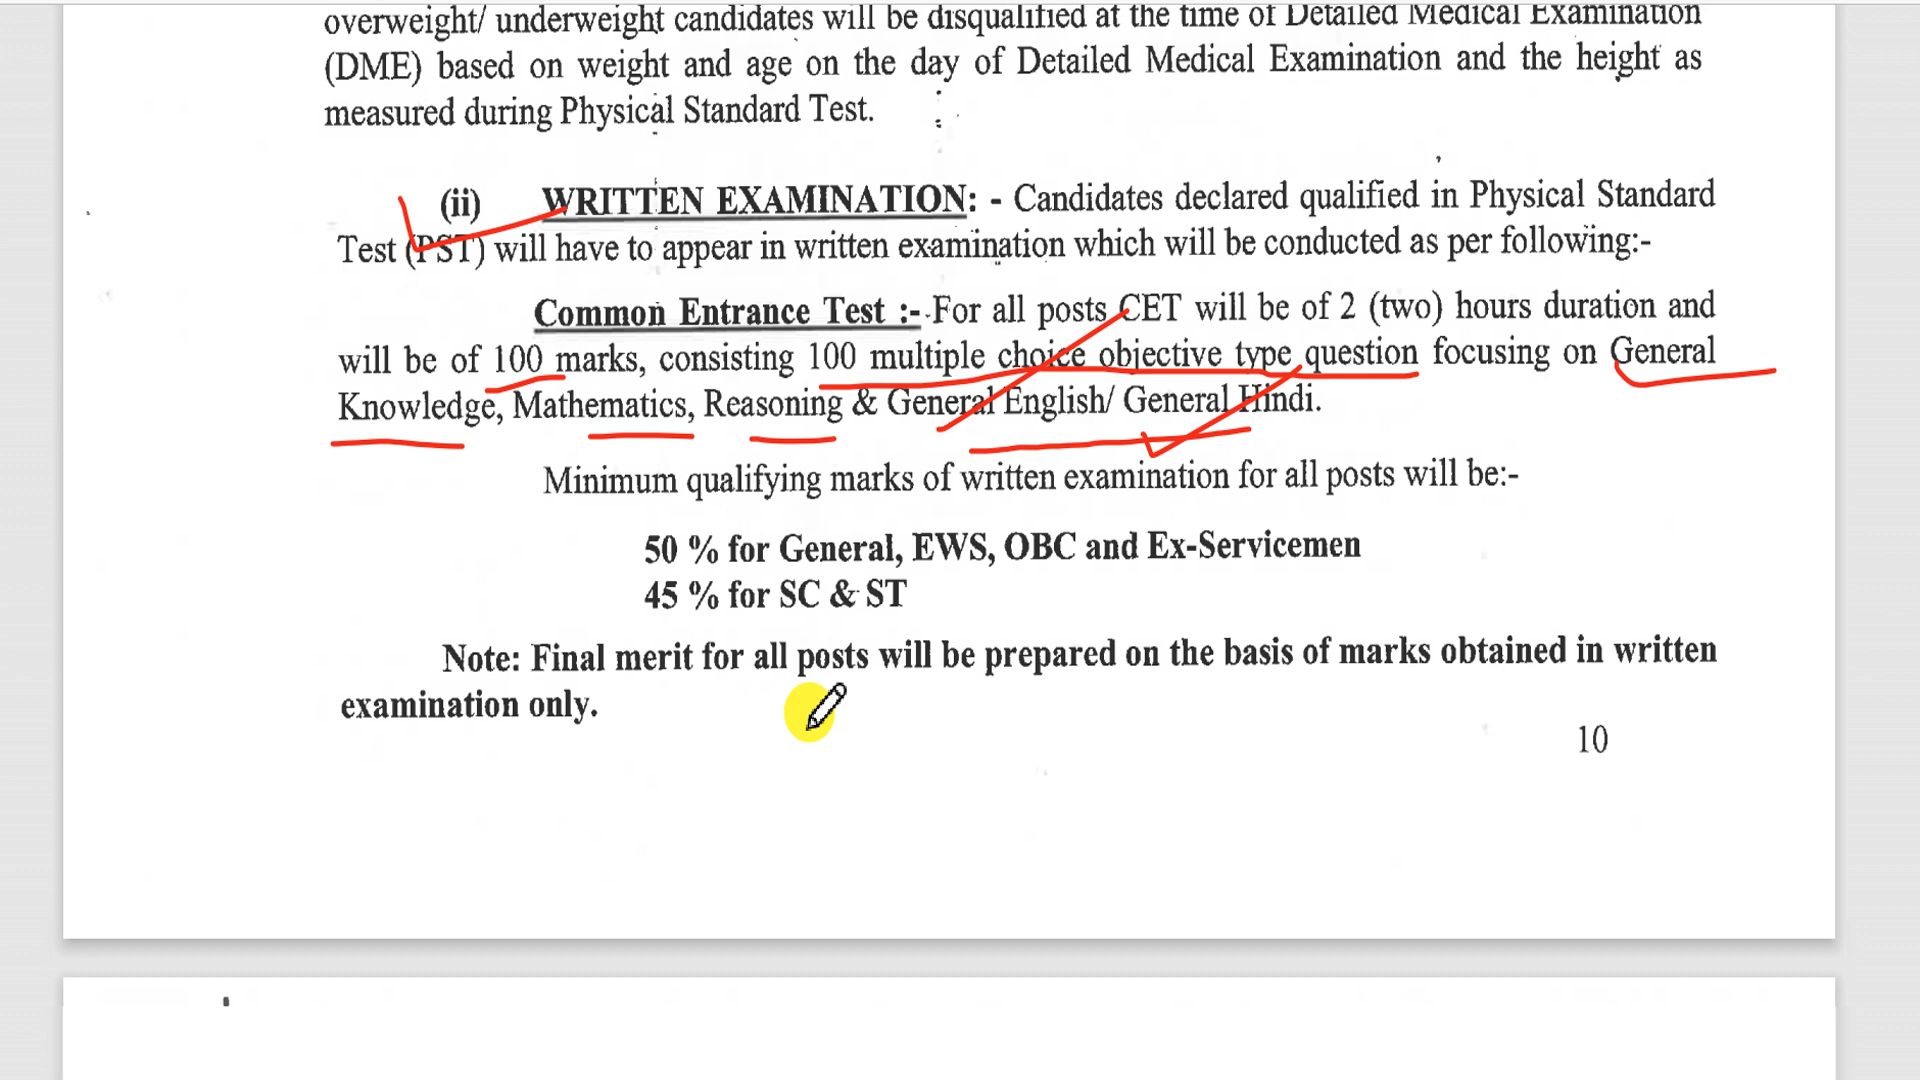 overweight/ underweight candidates will be disqualified at the time of Detailed Medical Examination
(DME) based on weight and age on the day of Detailed Medical Examination and the height as
measured during Physical Standard Test.
(ii) WRITTEN EXAMINATION: - Candidates declared qualified in Physical Standard
Test (PST) will have to appear in written examination which will be conducted as per following:-
Common Entrance Test :- For all posts CET will be of 2 (two) hours duration and
will be of 100 marks, consisting 100 multiple choice objective type question focusing on General
Knowledge, Mathematics, Reasoning & General English/ General Hindi.
Minimum qualifying marks of written examination for all posts will be:-
50 % for General, EWS, OBC and Ex-Servicemen
45 % for SC & ST
Note: Final merit for all posts will be prepared on the basis of marks obtained in written
examination only.
10